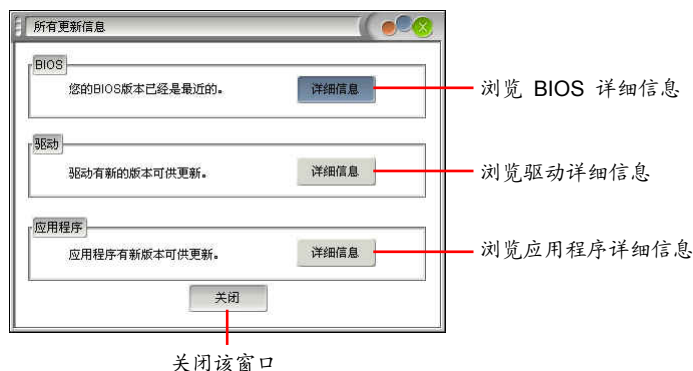 所有更新信息
BIOS
您的BIOS版本已经是最近的。
详细信息
浏览 BIOS 详细信息
驱动
驱动有新的版本可供更新。
详细信息
浏览驱动详细信息
应用程序
应用程序有新版本可供更新。
详细信息
浏览应用程序详细信息
关闭
关闭该窗口